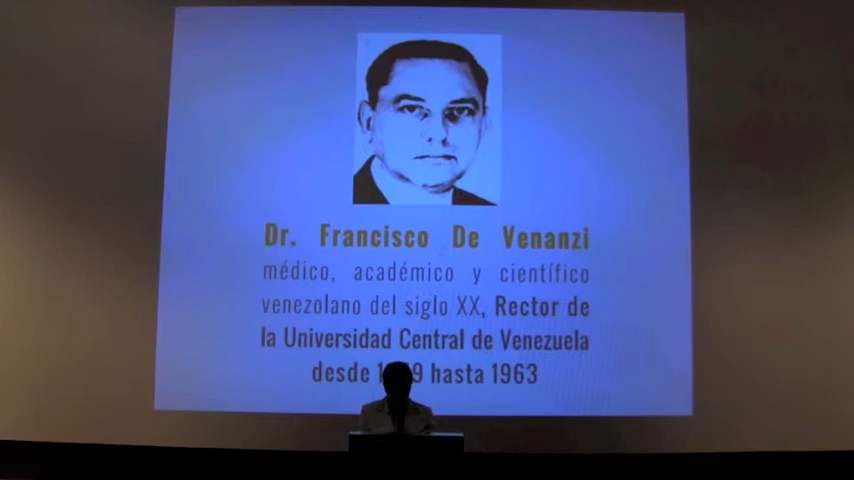 Dr. Francisco De Venanzi
médico, académico y científico
venezolano del siglo XX, Rector de
la Universidad Central de Venezuela
desde hasta 1963